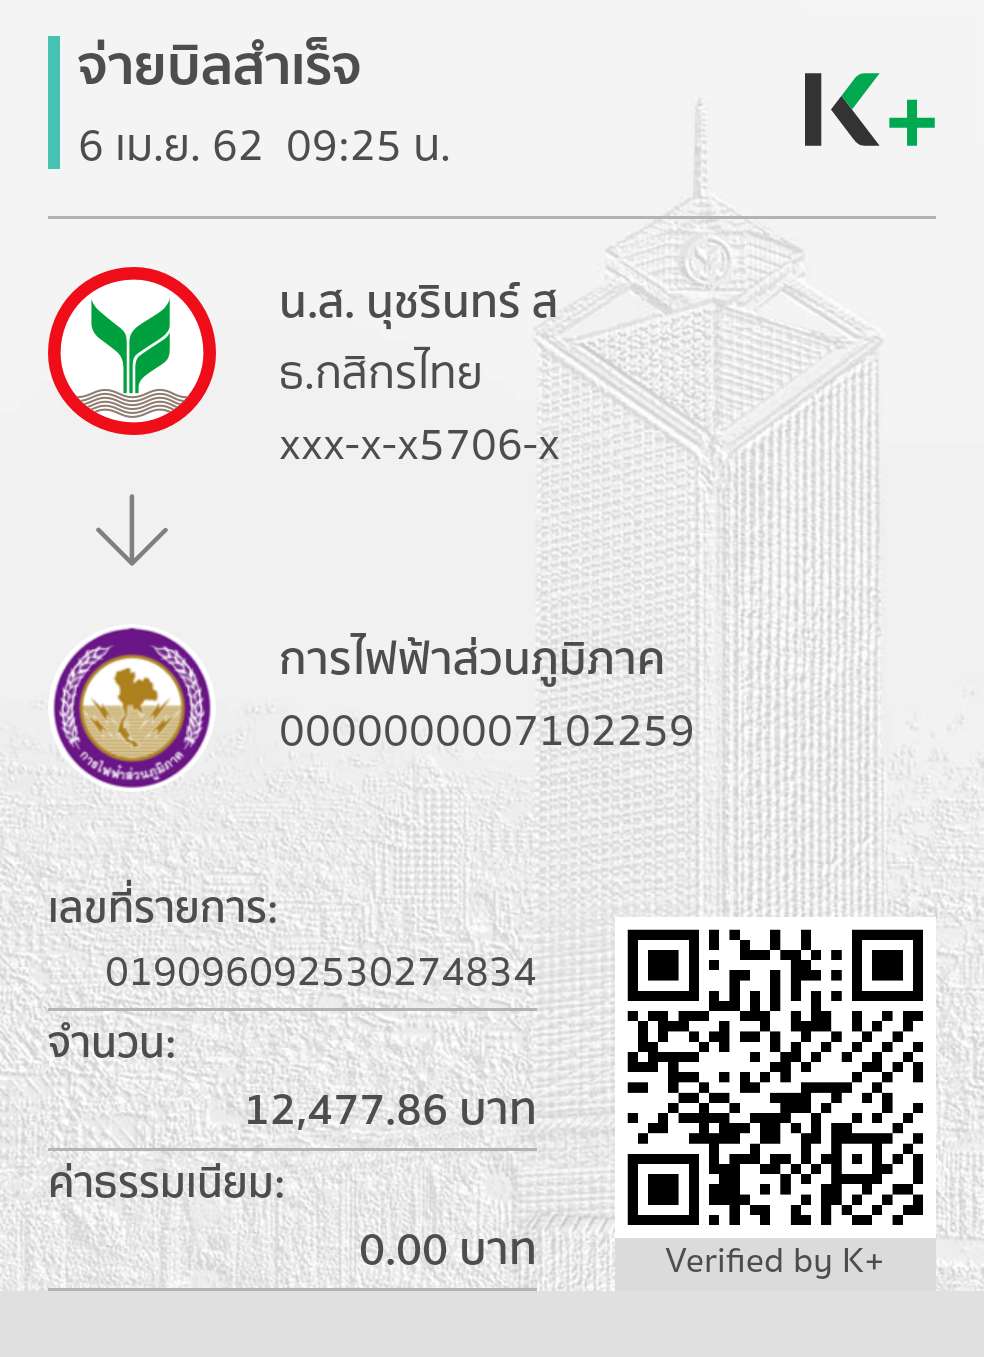 จ่ายบิลสำเร็จ
6 เม.ย. 62 09:25 น.
K+
น.ส. นุชรินทร์ ส
ธ.กสิกรไทย
xxx-x-x5706-x
การไฟฟ้าส่วนภูมิภาค
0000000007102259
การไฟฟ้าส่วนภูมิภาค
เลขที่รายการ:
019096092530274834
จำนวน:
12,477.86 บาท
ค่าธรรมเนียม:
0.00 บาท
Verified by K+